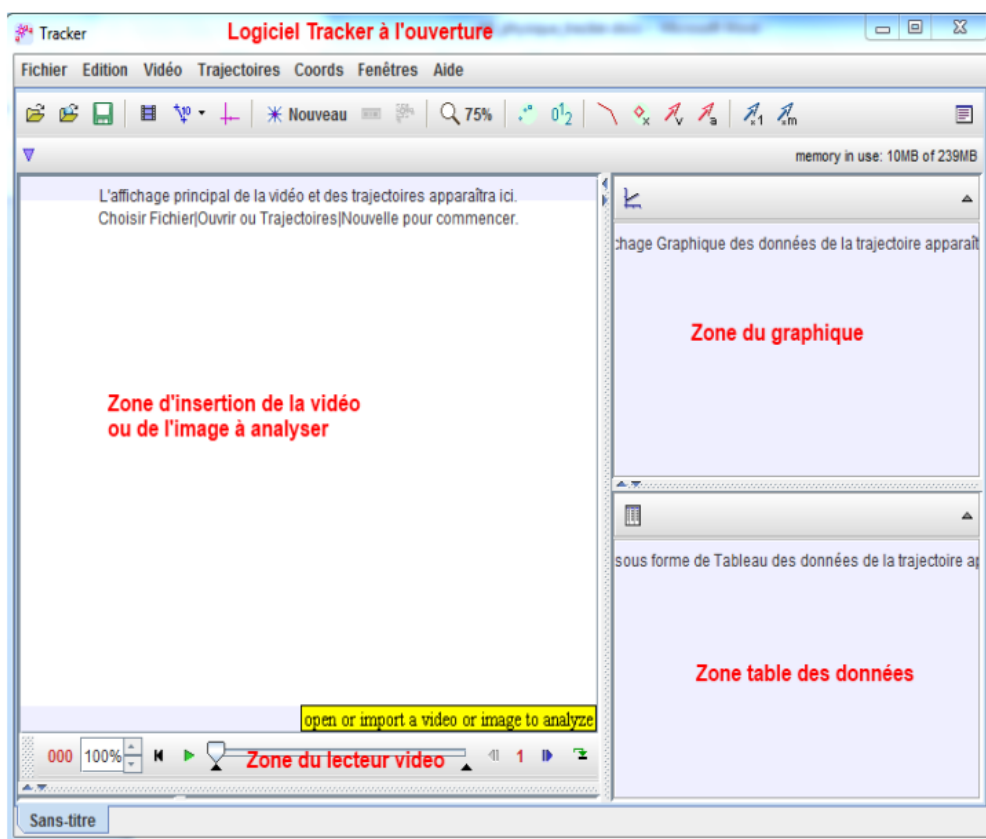 Tracker Logiciel Tracker à l'ouverture
Fichier Edition Vidéo Trajectoires Coords Fenêtres Aide
Nouveau 75%
memory in use: 10MB of 239MB
L'affichage principal de la vidéo et des trajectoires apparaîtra ici.
Choisir Fichier|Ouvrir ou Trajectoires|Nouvelle pour commencer.
Zone d'insertion de la vidéo
ou de l'image à analyser
open or import a video or image to analyze
000 100% Zone du lecteur video 1
Graphique des données de la trajectoire
Zone du graphique
sous forme de Tableau des données de la trajectoire
Zone table des données
Sans-titre